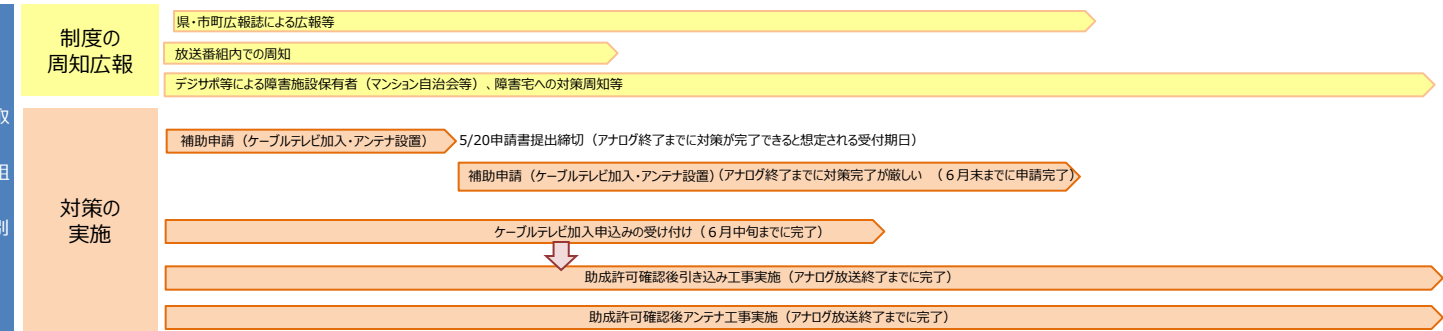 制度の
周知広報
県・市町広報誌による広報等
放送番組内での周知
デジサポ等による障害施設保有者（マンション自治会等）、障害宅への対策周知等
取
組
別
対策の
実施
補助申請（ケーブルテレビ加入・アンテナ設置）
5/20申請書提出締切（アナログ終了までに対策が完了できると想定される受付期日）
補助申請（ケーブルテレビ加入・アンテナ設置）（アナログ終了までに対策完了が厳しい （６月末までに申請完了）
ケーブルテレビ加入申込みの受け付け（６月中旬までに完了）
助成許可確認後引き込み工事実施（アナログ放送終了までに完了）
助成許可確認後アンテナ工事実施（アナログ放送終了までに完了）